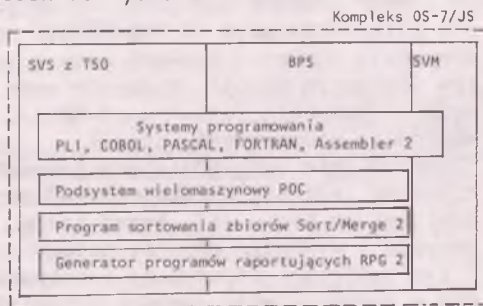 Kompleks OS-7/JS
SVS z TSO BPS SVM
Systemy programowania
PL1, COBOL, PASCAL, FORTRAN, Assembler 2
Podsystem wielomaszynowy POC
Program sortowania zbiorów Sort/Merge 2
Generator programów raportujących RPG 2